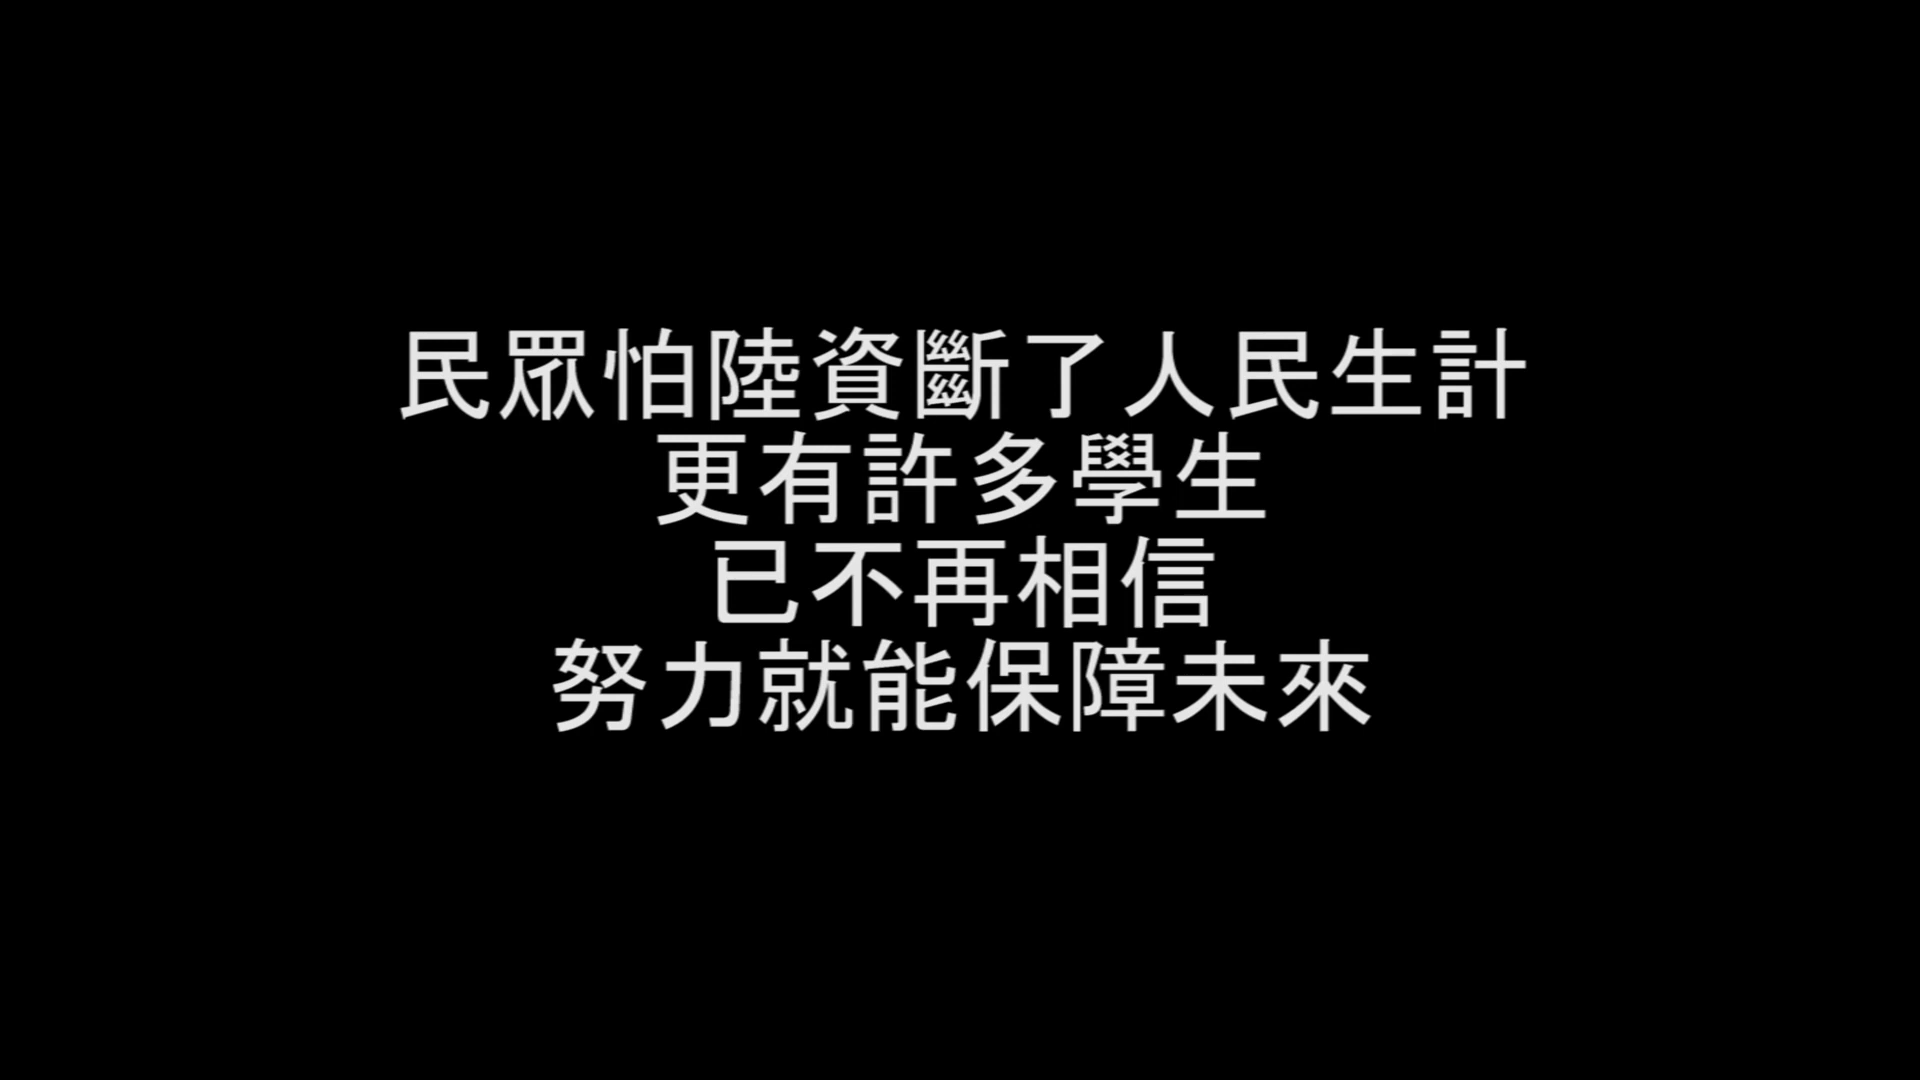 民眾怕陸資斷了人民生計
更有許多學生
已不再相信
努力就能保障未來